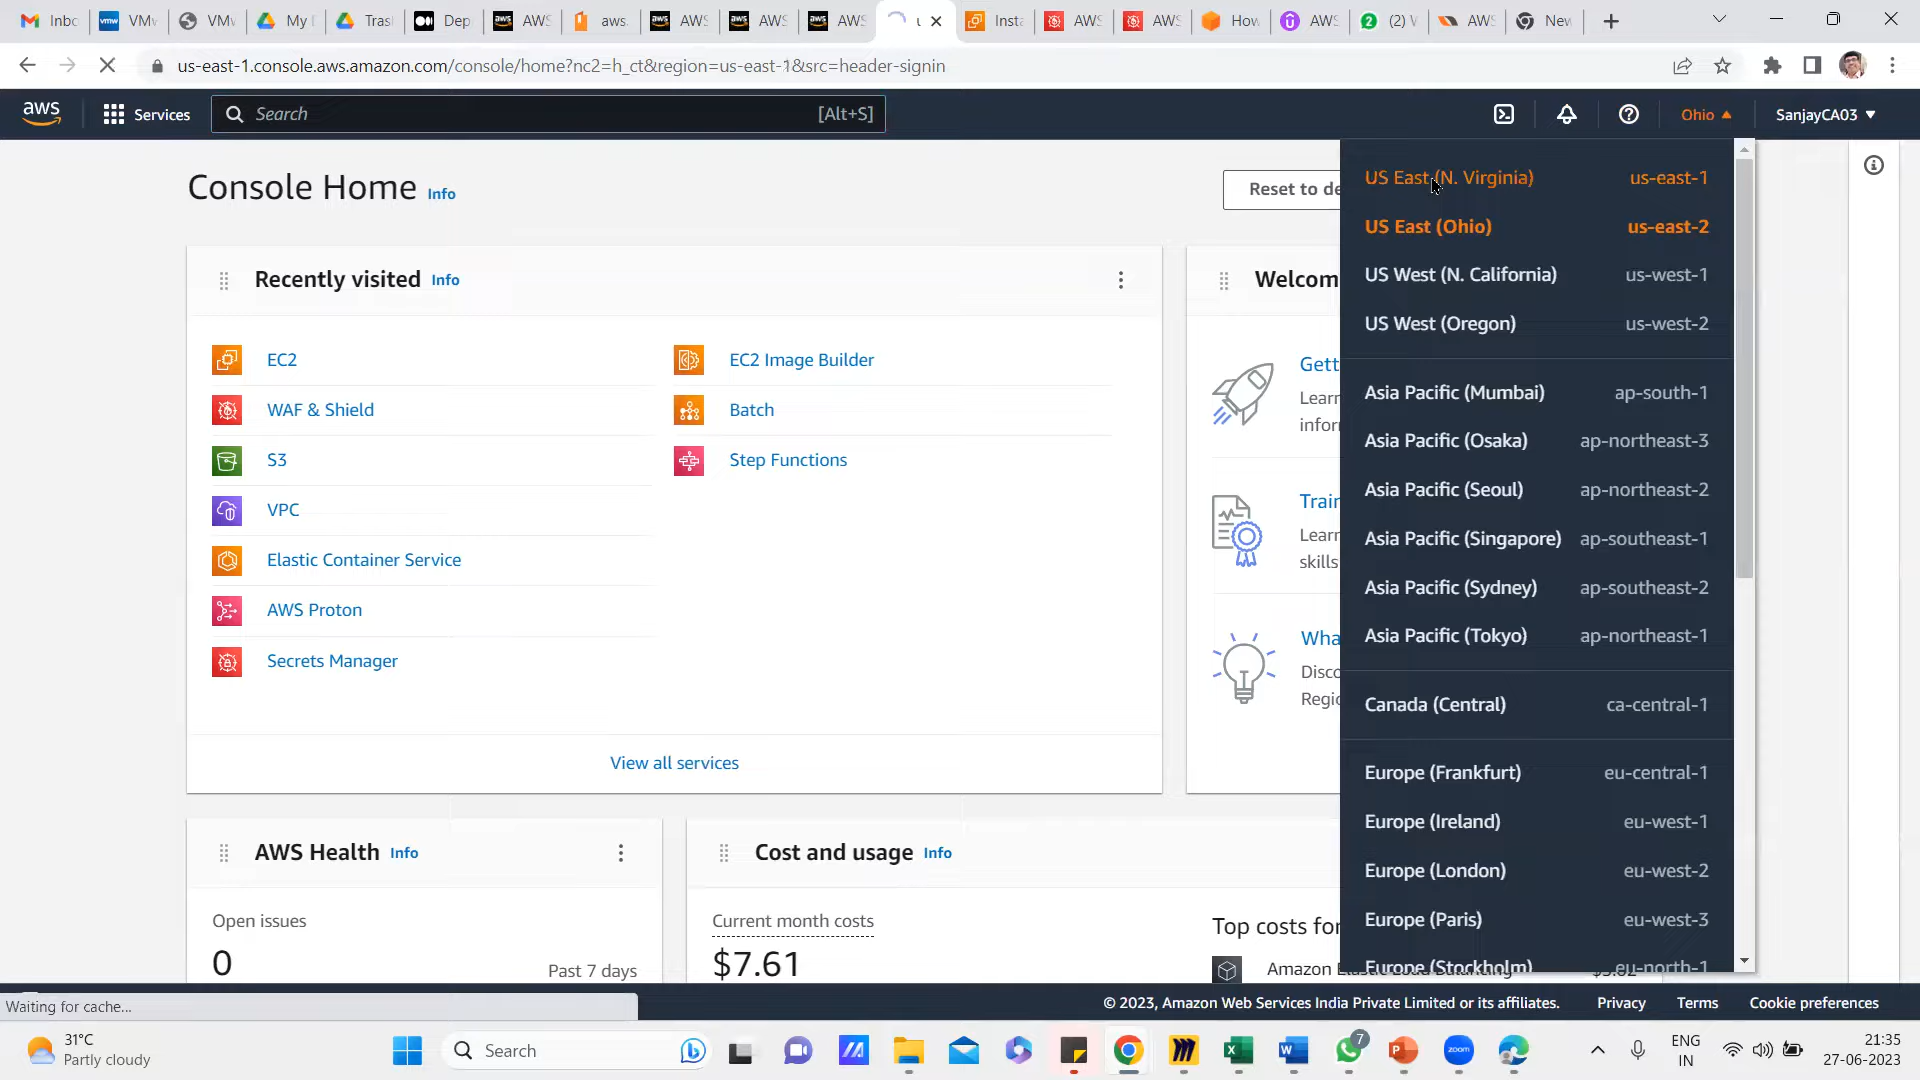 Inbc
VMw
VMv
My D
Trasl
Dep
AWS
aws.
AWS
AWS
AWS
Insta
AWS
AWS
How
AWS
(2) W
AWS
New
us-east-1.console.aws.amazon.com/console/home?nc2=h_ct&region=us-east-1&src=header-signin
aws
Services
Search
[Alt+S]
Ohio
SanjayCA03
Console Home
Info
Reset to de
Recently visited
Info
EC2
WAF & Shield
S3
VPC
Elastic Container Service
AWS Proton
Secrets Manager
EC2 Image Builder
Batch
Step Functions
View all services
Welcom
Gett
Learn
infor
Train
Learn
skills
Wha
Disco
Regic
US East (N. Virginia) us-east-1
US East (Ohio) us-east-2
US West (N. California) us-west-1
US West (Oregon) us-west-2
Asia Pacific (Mumbai) ap-south-1
Asia Pacific (Osaka) ap-northeast-3
Asia Pacific (Seoul) ap-northeast-2
Asia Pacific (Singapore) ap-southeast-1
Asia Pacific (Sydney) ap-southeast-2
Asia Pacific (Tokyo) ap-northeast-1
Canada (Central) ca-central-1
Europe (Frankfurt) eu-central-1
Europe (Ireland) eu-west-1
Europe (London) eu-west-2
Europe (Paris) eu-west-3
Europe (Stockholm) eu-north-1
AWS Health
Info
Open issues
0
Past 7 days
Cost and usage
Info
Current month costs
$7.61
Top costs for
Amazon
Waiting for cache...
© 2023, Amazon Web Services India Private Limited or its affiliates.
Privacy
Terms
Cookie preferences
31°C
Partly cloudy
Search
7
zoom
ENG
IN
21:35
27-06-2023